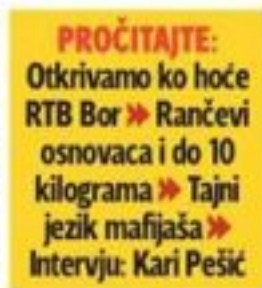 PROČITAJTE:
Otkrivamo ko hoće
RTB Bor » Rančevi
osnovaca i do 10
kilograma » Tajni
jezik mafijaša »
Intervju: Kari Pešić